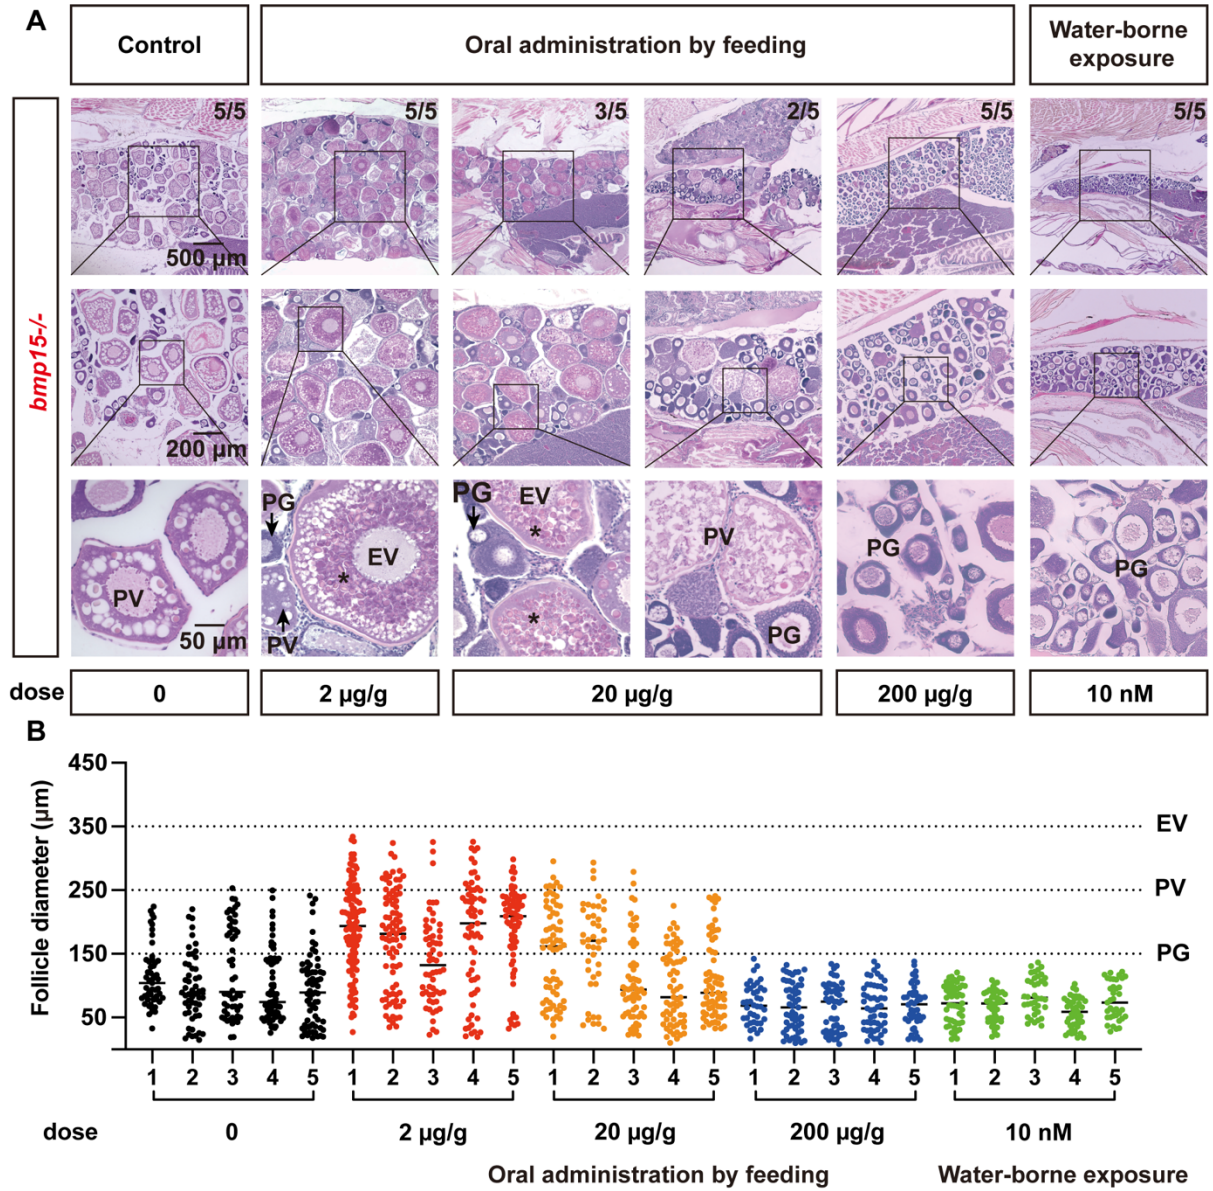 A
Control
Oral administration by feeding
Water-borne
exposure
bmp15-/-
5/5
5/5
3/5
2/5
5/5
5/5
500 µm
200 µm
PV
50 µm
PG
EV
*
PV
PG
EV
*
*
PV
PG
PG
PG
dose
0
2 µg/g
20 µg/g
200 µg/g
10 nM
B
Follicle diameter (µm)
450
350
250
150
50
EV
PV
PG
1 2 3 4 5 1 2 3 4 5 1 2 3 4 5 1 2 3 4 5 1 2 3 4 5
dose
0
2 µg/g
20 µg/g
200 µg/g
10 nM
Oral administration by feeding
Water-borne exposure